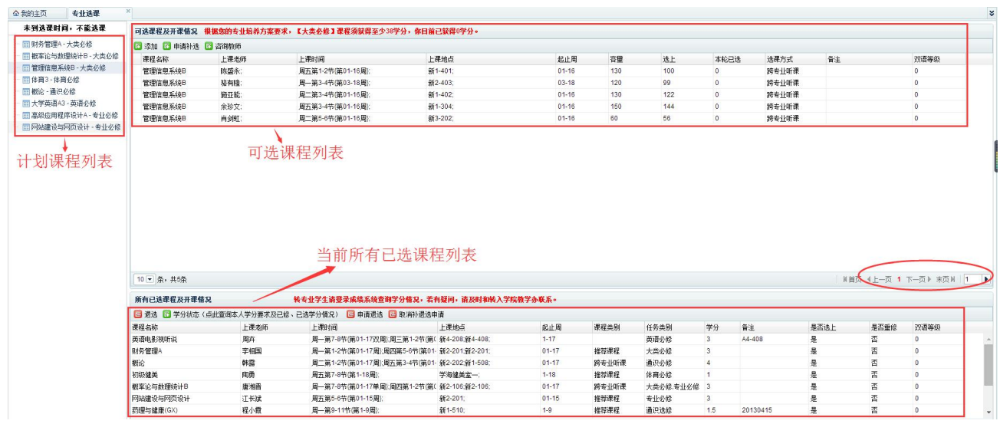 我的主页 专业选课
未到选课时间，不能选课
财务管理A-大类必修
概率论与数理统计B-大类必修
管理信息系统B-大类必修
体育3-体育必修
概论-通识必修
大学英语A3-英语必修
高级应用程序设计A-专业必修
网站建设与网页设计-专业必修
计划课程列表
可选课程及开课情况 根据您的专业培养方案要求，【大类必修】课程须获得至少38学分，你目前已获得0学分。
添加 申请补选 咨询教师
课程名称 上课老师 上课时间 上课地点 起止周 容量 选上 本轮已选 选课方式 备注 双语等级
管理信息系统B 陈盛永; 周五第1-2节(第01-16周); 新1-401; 01-16 130 100 0 跨专业听课 0
管理信息系统B 骆有隆; 周一第3-4节(第03-18周); 新2-403; 03-18 120 99 0 跨专业听课 0
管理信息系统B 施亚能; 周二第3-4节(第01-16周); 新1-402; 01-16 130 122 0 跨专业听课 0
管理信息系统B 余珍文; 周五第3-4节(第01-16周); 新1-304; 01-16 150 144 0 跨专业听课 0
管理信息系统B 肖剑虹; 周二第5-6节(第01-16周); 新3-202; 01-16 60 56 0 跨专业听课 0
可选课程列表
当前所有已选课程列表
10 条，共5条 首页 上一页 1 下一页 末页 1
所有已选课程及开课情况 转专业学生请登录成绩系统查询学分情况，若有疑问，请及时和转入学院教学办联系。
退选 学分状态（点此查询本人学分要求及已修、已选学分情况） 申请退选 取消补退选申请
课程名称 上课老师 上课时间 上课地点 起止周 课程类别 任务类别 学分 备注 是否选上 是否重修 双语等级
英语电影视听说 周卉 周一第7-8节(第01-17双周);周三第1-2节(第( 新4-208;新4-408; 1-17 英语必修 3 A4-408 是 否 0
财务管理A 李相国 周一第3-4节(第01-17周);周四第5-6节(第01- 新2-201;新2-201; 01-17 推荐课程 大类必修 3 是 否 0
概论 韩露 周二第1-2节(第01-17周);周五第3-4节(第01- 新2-202;新1-508; 01-17 跨专业听课 通识必修 4 是 否 0
初级健美 陶勇 周五第7-8节(第1-18周); 学海健美室一; 1-18 推荐课程 体育必修 1 是 否 0
概率论与数理统计B 唐湘晋 周一第7-8节(第01-17单周);周四第1-2节(第( 新2-106;新2-106; 01-17 跨专业听课 大类必修,专业必修 3 是 否 0
网站建设与网页设计 江长斌 周五第5-6节(第01-15周); 新2-201; 01-15 推荐课程 专业必修 3 是 否 0
药理与健康(GX) 程小霞 周一第9-11节(第1-9周); 新1-510; 1-9 推荐课程 通识选修 1.5 20130415 是 否 0